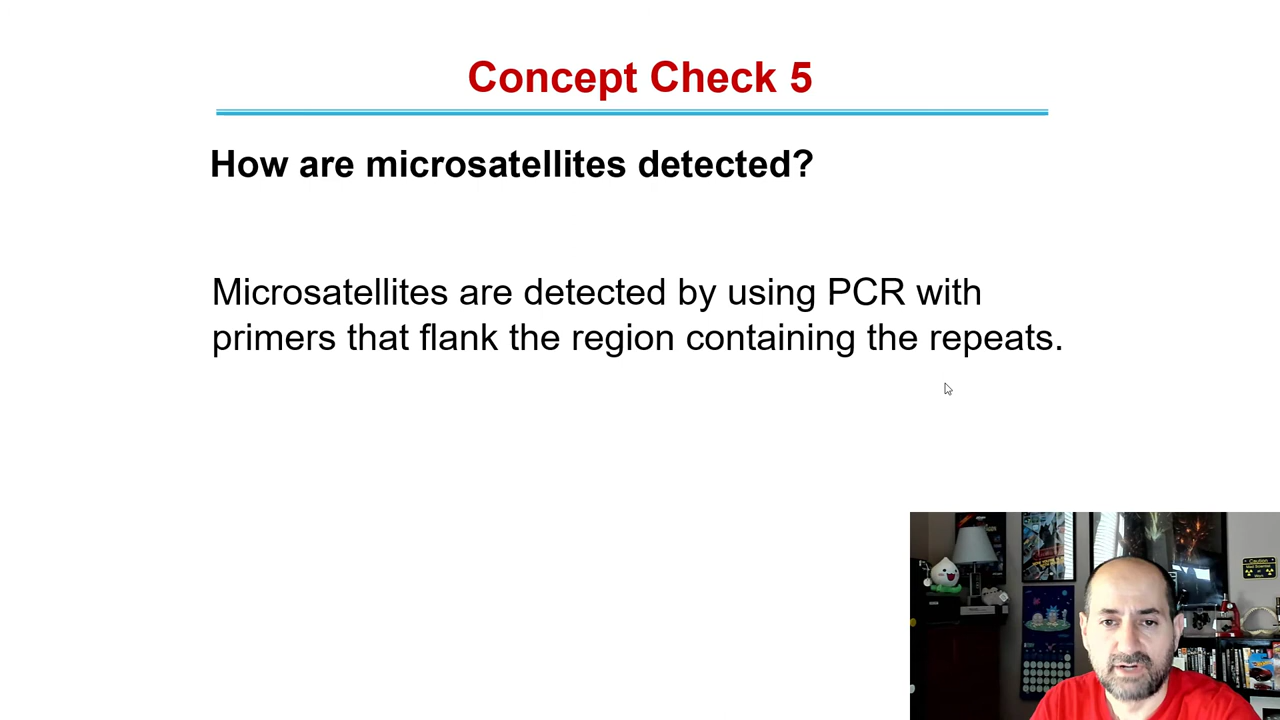 Concept Check 5
How are microsatellites detected?
Microsatellites are detected by using PCR with
primers that flank the region containing the repeats.
Caution